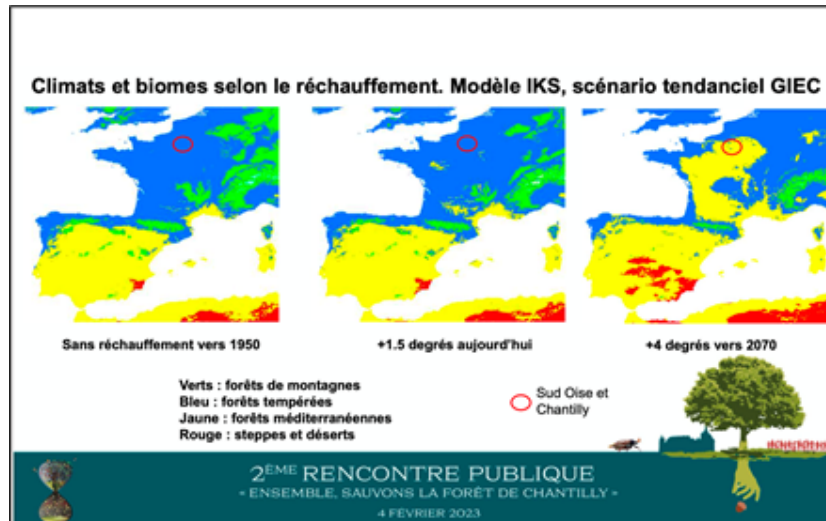 Climats et biomes selon le réchauffement. Modèle IKS, scénario tendanciel GIEC
Sans réchauffement vers 1950
+1.5 degrés aujourd'hui
+4 degrés vers 2070
Verts : forêts de montagnes
Bleu : forêts tempérées
Jaune : forêts méditerranéennes
Rouge : steppes et déserts
Sud Oise et
Chantilly
2ÈME RENCONTRE PUBLIQUE
- ENSEMBLE, SAUVONS LA FORÊT DE CHANTILLY -
4 FÉVRIER 2023